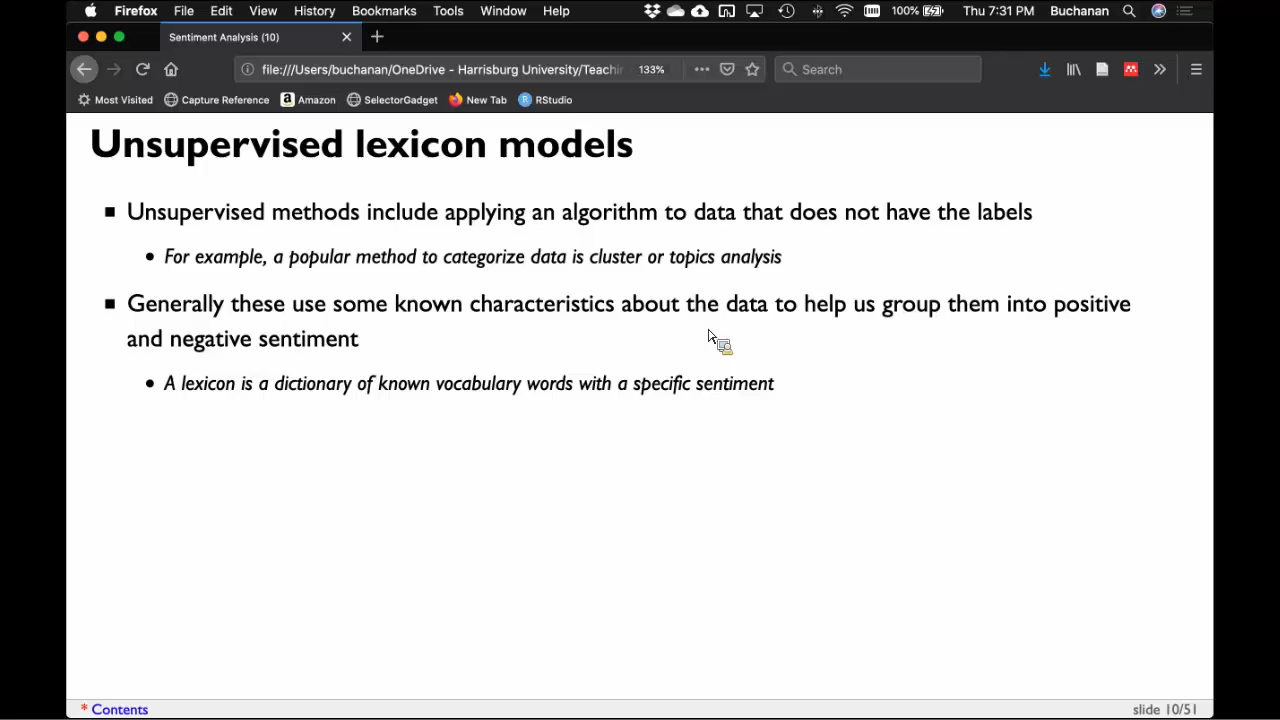 Firefox File Edit View History Bookmarks Tools Window Help 100% Thu 7:31 PM Buchanan
Sentiment Analysis (10)
file:///Users/buchanan/OneDrive - Harrisburg University/Teachin 133% Search
Most Visited Capture Reference Amazon SelectorGadget New Tab RStudio
Unsupervised lexicon models
Unsupervised methods include applying an algorithm to data that does not have the labels
For example, a popular method to categorize data is cluster or topics analysis
Generally these use some known characteristics about the data to help us group them into positive
and negative sentiment
A lexicon is a dictionary of known vocabulary words with a specific sentiment
* Contents slide 10/51